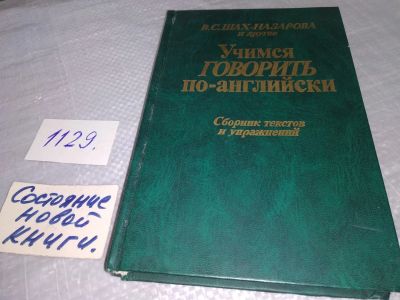 В.С.ШАХ-НАЗАРОВА
и другие
Учимся
ГОВОРИТЬ
по-английски
Сборник текстов
и упражнений
1129.
Состояние
новой
книги.